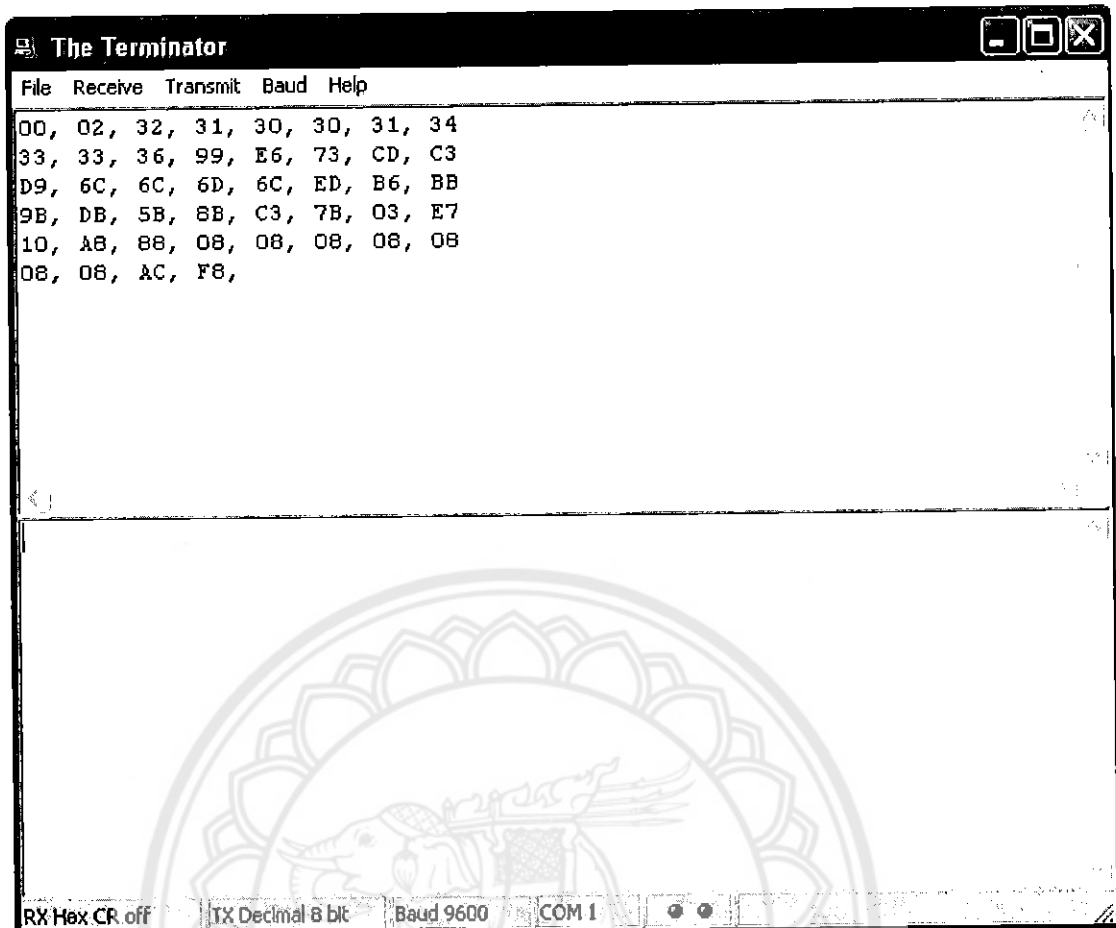 The Terminator
File Receive Transmit Baud Help
00, 02, 32, 31, 30, 30, 31, 34
33, 33, 36, 99, E6, 73, CD, C3
D9, 6C, 6C, 6D, 6C, ED, B6, BB
9B, DB, 5B, 8B, C3, 7B, 03, E7
10, A8, 88, 08, 08, 08, 08, 08
08, 08, AC, F8,
RX Hex CR off TX Decimal 8 bit Baud 9600 COM 1